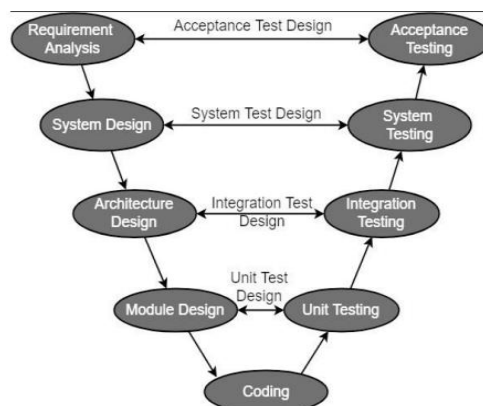 Requirement
Analysis
Acceptance Test Design
Acceptance
Testing
System Design
System Test Design
System
Testing
Architecture
Design
Integration Test
Design
Integration
Testing
Module Design
Unit Test
Design
Unit Testing
Coding